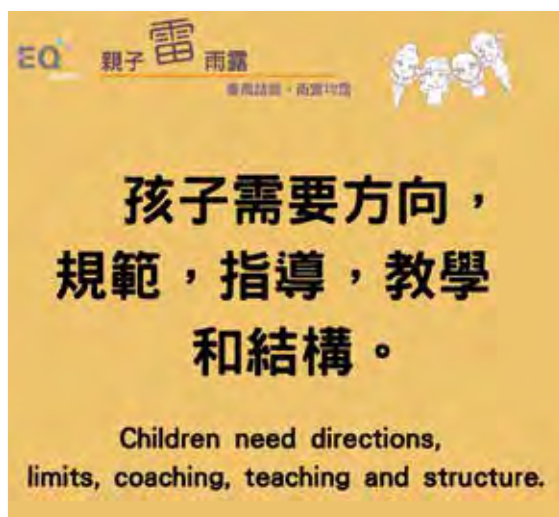 EQ
親子雷雨露
孩子需要方向，
規範，指導，教學
和結構。
Children need directions,
limits, coaching, teaching and structure.